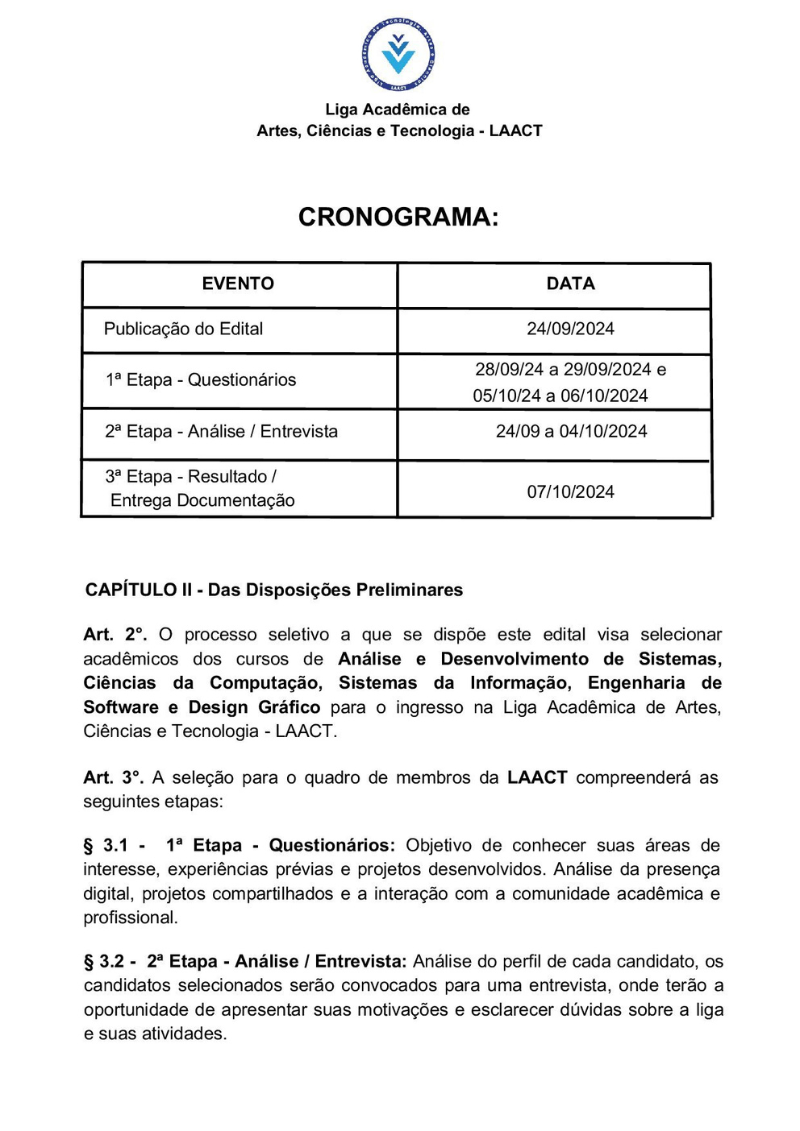 LAACT
Liga Acadêmica de
Artes, Ciências e Tecnologia - LAACT
CRONOGRAMA:
EVENTO DATA
Publicação do Edital 24/09/2024
1ª Etapa - Questionários 28/09/24 a 29/09/2024 e
05/10/24 a 06/10/2024
2ª Etapa - Análise / Entrevista 24/09 a 04/10/2024
3ª Etapa - Resultado /
Entrega Documentação 07/10/2024
CAPÍTULO II - Das Disposições Preliminares
Art. 2°. O processo seletivo a que se dispõe este edital visa selecionar
acadêmicos dos cursos de Análise e Desenvolvimento de Sistemas,
Ciências da Computação, Sistemas da Informação, Engenharia de
Software e Design Gráfico para o ingresso na Liga Acadêmica de Artes,
Ciências e Tecnologia - LAACT.
Art. 3°. A seleção para o quadro de membros da LAACT compreenderá as
seguintes etapas:
§ 3.1 - 1ª Etapa - Questionários: Objetivo de conhecer suas áreas de
interesse, experiências prévias e projetos desenvolvidos. Análise da presença
digital, projetos compartilhados e a interação com a comunidade acadêmica e
profissional.
§ 3.2 - 2ª Etapa - Análise / Entrevista: Análise do perfil de cada candidato, os
candidatos selecionados serão convocados para uma entrevista, onde terão a
oportunidade de apresentar suas motivações e esclarecer dúvidas sobre a liga
e suas atividades.